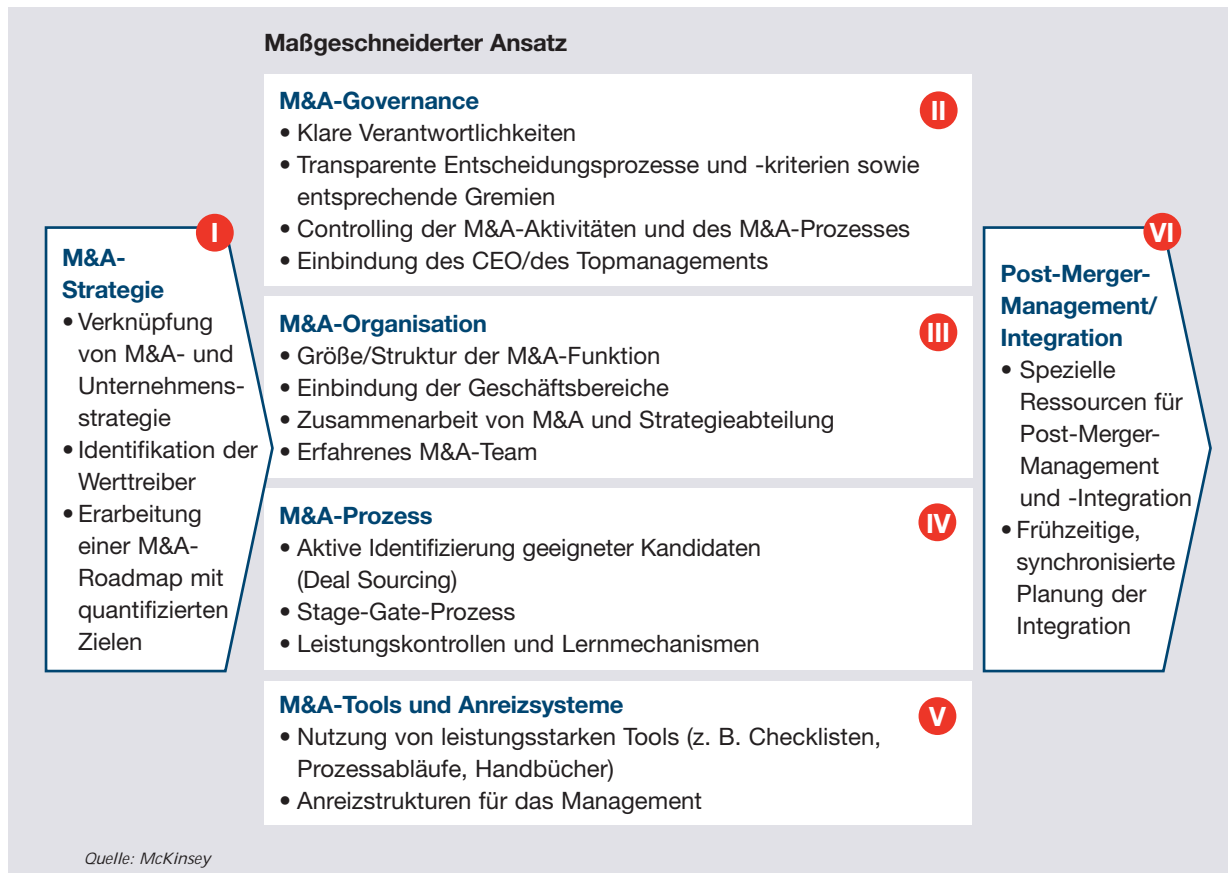 Maßgeschneiderter Ansatz
I
M&A-
Strategie
• Verknüpfung
von M&A- und
Unternehmens-
strategie
• Identifikation der
Werttreiber
• Erarbeitung
einer M&A-
Roadmap mit
quantifizierten
Zielen
M&A-Governance
II
• Klare Verantwortlichkeiten
• Transparente Entscheidungsprozesse und -kriterien sowie
entsprechende Gremien
• Controlling der M&A-Aktivitäten und des M&A-Prozesses
• Einbindung des CEO/des Topmanagements
M&A-Organisation
III
• Größe/Struktur der M&A-Funktion
• Einbindung der Geschäftsbereiche
• Zusammenarbeit von M&A und Strategieabteilung
• Erfahrenes M&A-Team
M&A-Prozess
IV
• Aktive Identifizierung geeigneter Kandidaten
(Deal Sourcing)
• Stage-Gate-Prozess
• Leistungskontrollen und Lernmechanismen
M&A-Tools und Anreizsysteme
V
• Nutzung von leistungsstarken Tools (z. B. Checklisten,
Prozessabläufe, Handbücher)
• Anreizstrukturen für das Management
VI
Post-Merger-
Management/
Integration
• Spezielle
Ressourcen für
Post-Merger-
Management
und -Integration
• Frühzeitige,
synchronisierte
Planung der
Integration
Quelle: McKinsey